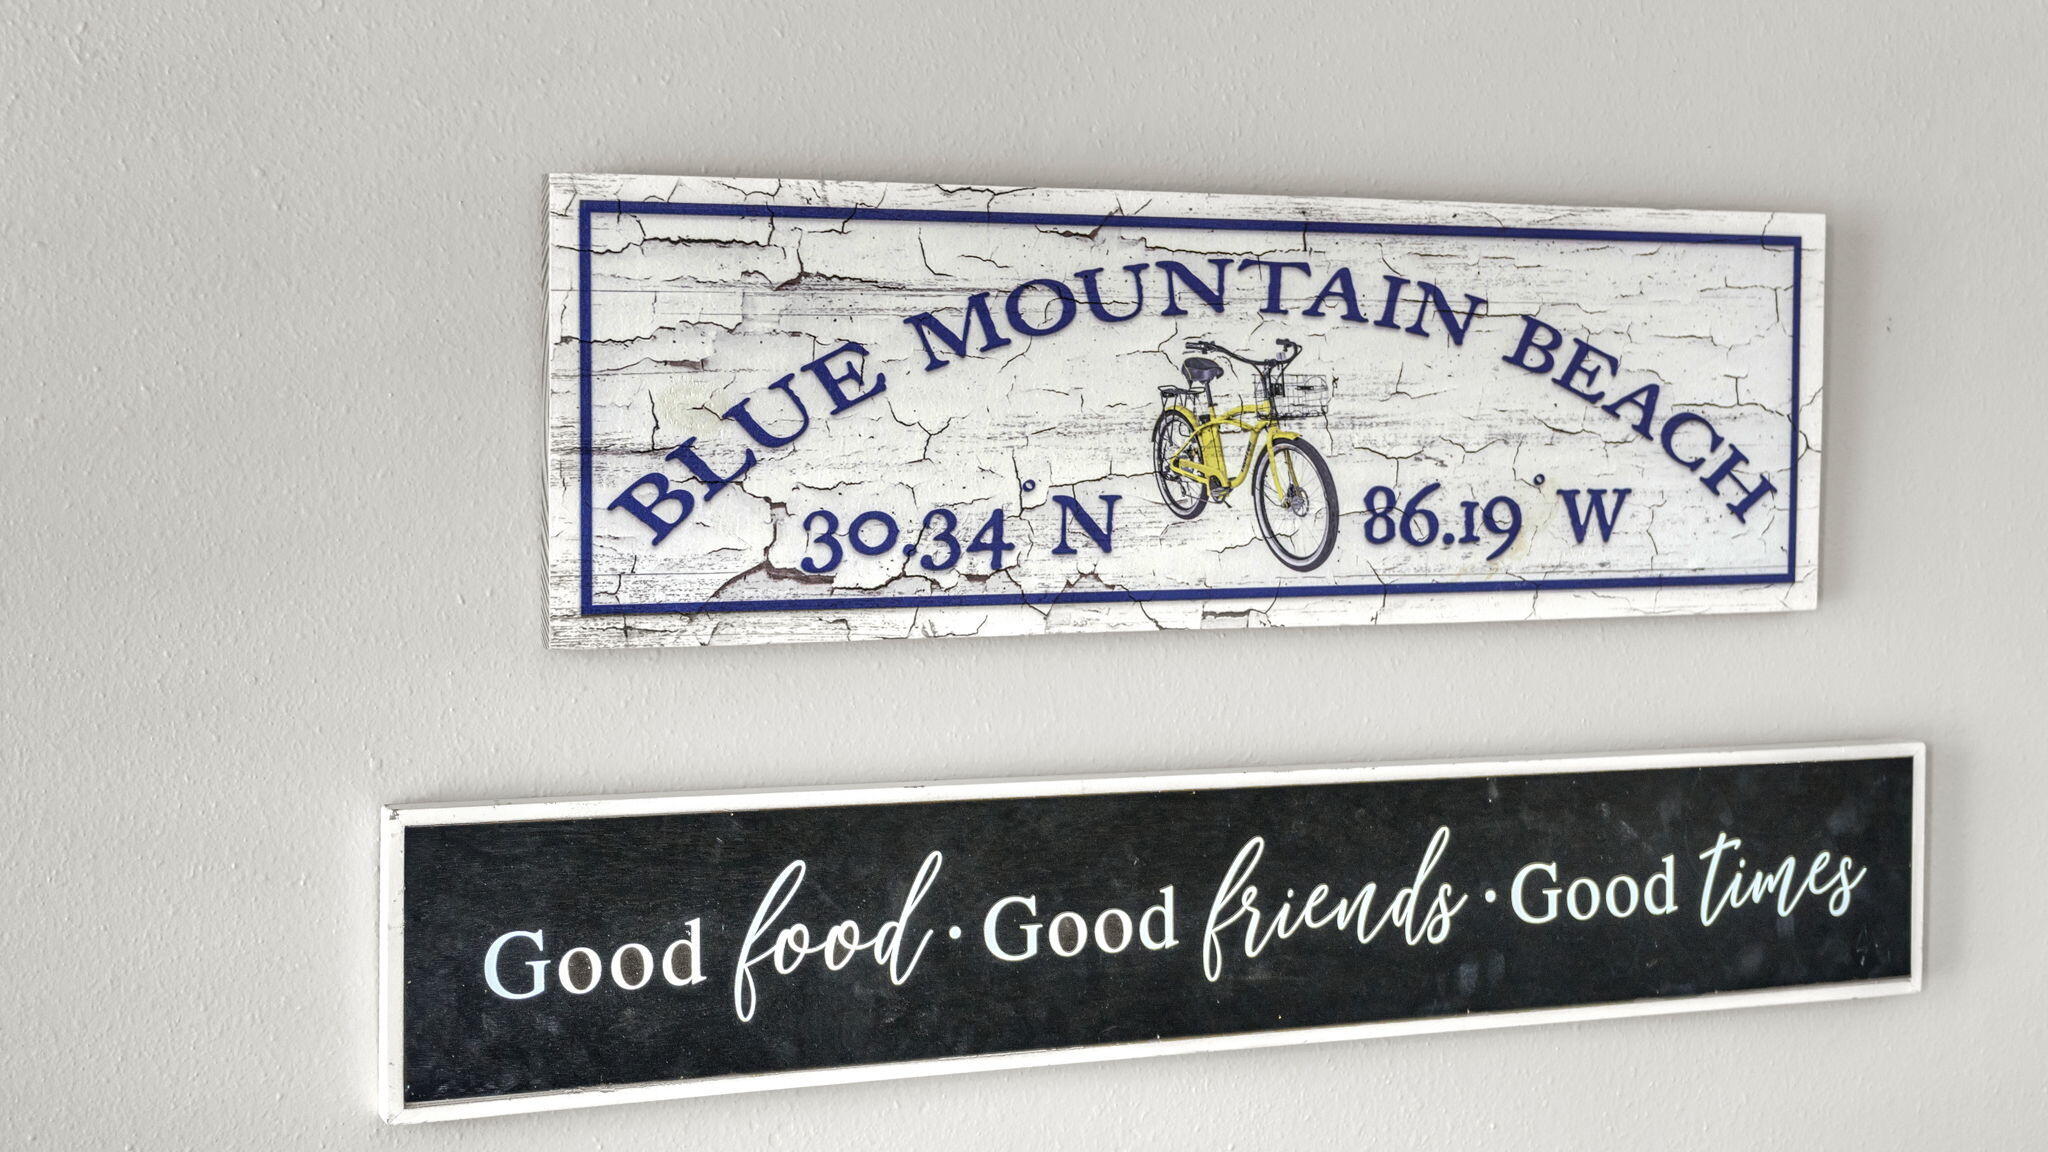 BLUE MOUNTAIN BEACH
30.34° N 86.19° W
Good food · Good friends · Good times